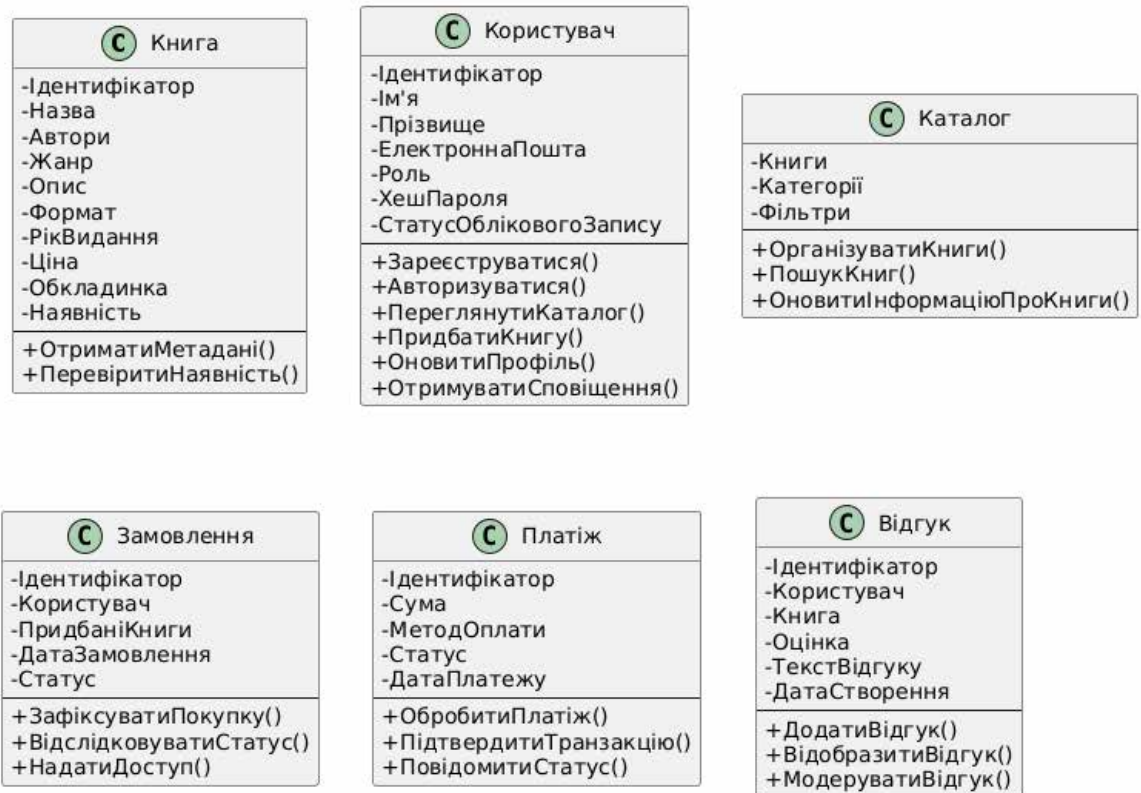 C Книга
-Ідентифікатор
-Назва
-Автори
-Жанр
-Опис
-Формат
-РікВидання
-Ціна
-Обкладинка
-Наявність
+ОтриматиМетадані()
+ПеревіритиНаявність()
C Користувач
-Ідентифікатор
-Ім'я
-Прізвище
-ЕлектроннаПошта
-Роль
-ХешПароля
-СтатусОблікового​Запису
+Зареєструватися()
+Авторизуватися()
+ПереглянутиКаталог()
+ПридбатиКнигу()
+ОновитиПрофіль()
+ОтримуватиСповіщення()
C Каталог
-Книги
-Категорії
-Фільтри
+ОрганізуватиКниги()
+ПошукКниг()
+ОновитиІнформаціюПроКниги()
C Замовлення
-Ідентифікатор
-Користувач
-ПридбаніКниги
-ДатаЗамовлення
-Статус
+ЗафіксуватиПокупку()
+ВідслідковуватиСтатус()
+НадатиДоступ()
C Платіж
-Ідентифікатор
-Сума
-МетодОплати
-Статус
-ДатаПлатежу
+ОбробитиПлатіж()
+ПідтвердитиТранзакцію()
+ПовідомитиСтатус()
C Відгук
-Ідентифікатор
-Користувач
-Книга
-Оцінка
-ТекстВідгуку
-ДатаСтворення
+ДодатиВідгук()
+ВідобразитиВідгук()
+МодеруватиВідгук()